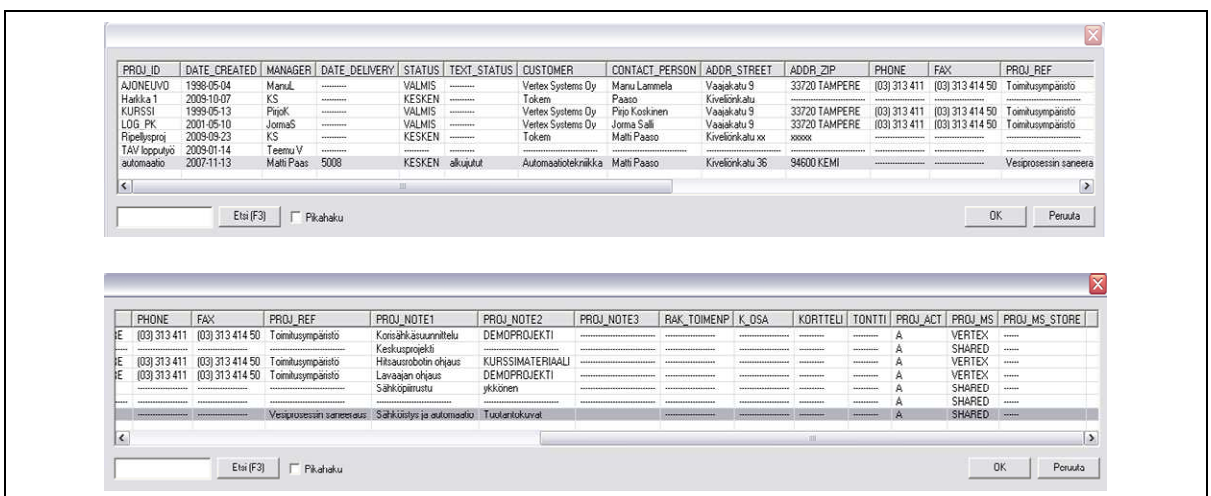 PROJ_ID DATE_CREATED MANAGER DATE_DELIVERY STATUS TEXT_STATUS CUSTOMER CONTACT_PERSON ADDR_STREET ADDR_ZIP PHONE FAX PROJ_REF
AJONEUVO 1998-05-04 ManuL --------- VALMIS --------- Vertex Systems Oy Manu Lammela Vaajakatu 9 33720 TAMPERE (03) 313 411 (03) 313 414 50 Toimitusympäristö
Harkka 1 2009-10-07 KS --------- KESKEN --------- Tokem Paaso Kiveliönkatu --------- --------- --------- ---------
KURSSI 1999-05-13 PirjoK --------- VALMIS --------- Vertex Systems Oy Pirjo Koskinen Vaajakatu 9 33720 TAMPERE (03) 313 411 (03) 313 414 50 Toimitusympäristö
LOG_PK 2001-05-10 JormaS --------- VALMIS --------- Vertex Systems Oy Jorma Salli Vaajakatu 9 33720 TAMPERE (03) 313 411 (03) 313 414 50 Toimitusympäristö
Ripellysproj 2009-09-23 KS --------- KESKEN --------- Tokem Matti Paaso Kiveliönkatu xx xxxxx --------- --------- ---------
TAV lopputyö 2009-01-14 Teemu V --------- --------- --------- --------- --------- --------- --------- --------- --------- ---------
automaatio 2007-11-13 Matti Paas 5008 KESKEN alkujutut Automaatiotekniikka Matti Paaso Kiveliönkatu 36 94600 KEMI --------- --------- Vesiprosessin saneera
Etsi (F3) Pikahaku OK Peruuta
PHONE FAX PROJ_REF PROJ_NOTE1 PROJ_NOTE2 PROJ_NOTE3 RAK_TOIMENP K_OSA KORTTELI TONTTI PROJ_ACT PROJ_MS PROJ_MS_STORE
RE (03) 313 411 (03) 313 414 50 Toimitusympäristö Korisähkäsuunnittelu DEMOPROJEKTI --------- --------- --------- --------- --------- A VERTEX ------
--------- --------- --------- Keskusprojekti --------- --------- --------- --------- --------- --------- A SHARED ------
RE (03) 313 411 (03) 313 414 50 Toimitusympäristö Hitsausrobotin ohjaus KURSSIMATERIAALI --------- --------- --------- --------- --------- A VERTEX ------
RE (03) 313 411 (03) 313 414 50 Toimitusympäristö Lavaajan ohjaus DEMOPROJEKTI --------- --------- --------- --------- --------- A VERTEX ------
--------- --------- --------- Sähköpiirrustu ykkönen --------- --------- --------- --------- --------- A SHARED ------
--------- --------- --------- --------- --------- --------- --------- --------- --------- --------- A SHARED ------
--------- --------- Vesiprosessin saneeraus Sähköistys ja automaatio Tuotantokuvat --------- --------- --------- --------- --------- A SHARED ------
Etsi (F3) Pikahaku OK Peruuta